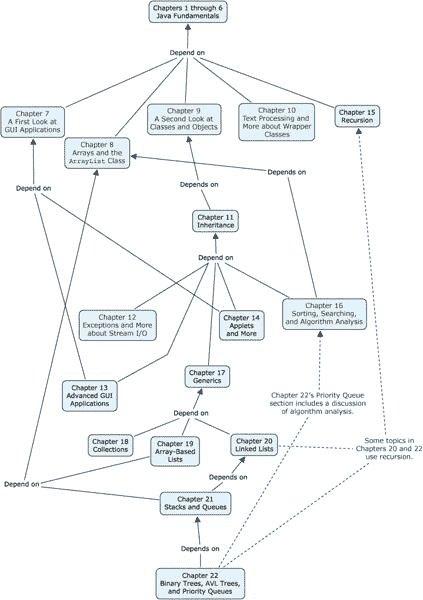 Chapters 1 through 6
Java Fundamentals
Depend on
Chapter 7
A First Look at
GUI Applications
Chapter 8
Arrays and the
ArrayList Class
Chapter 9
A Second Look at
Classes and Objects
Chapter 10
Text Processing and
More about Wrapper
Classes
Chapter 15
Recursion
Depend on
Depends on
Depends on
Chapter 11
Inheritance
Depend on
Chapter 12
Exceptions and More
about Stream I/O
Chapter 14
Applets
and More
Chapter 16
Sorting, Searching,
and Algorithm Analysis
Chapter 13
Advanced GUI
Applications
Chapter 17
Generics
Chapter 22's Priority Queue
section includes a discussion
of algorithm analysis.
Depend on
Chapter 18
Collections
Chapter 19
Array-Based
Lists
Chapter 20
Linked Lists
Some topics in
Chapters 20 and 22
use recursion.
Depend on
Depends on
Chapter 21
Stacks and Queues
Depends on
Chapter 22
Binary Trees, AVL Trees,
and Priority Queues